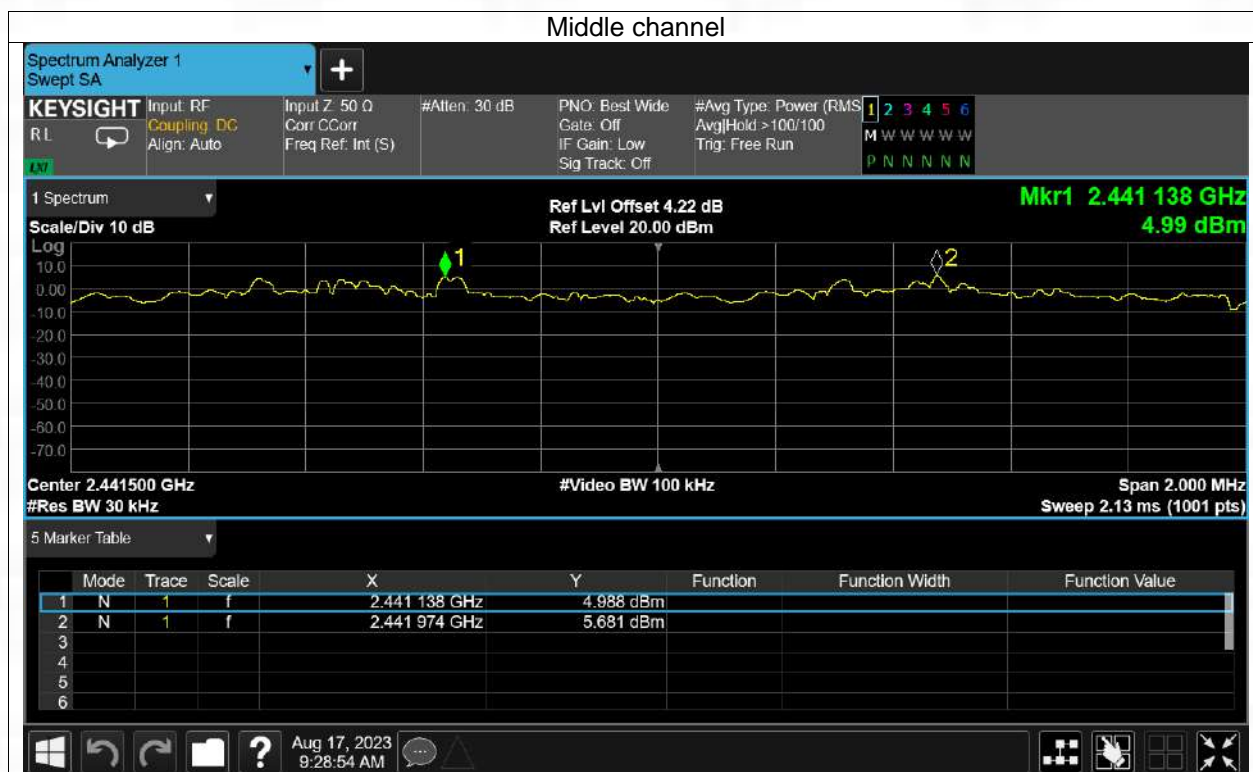 Middle channel
Spectrum Analyzer 1
Swept SA
+
KEYSIGHT
RL
LXI
Input: RF
Coupling: DC
Align: Auto
Input Z: 50 Ω
Corr CCorr
Freq Ref: Int (S)
#Atten: 30 dB
PNO: Best Wide
Gate: Off
IF Gain: Low
Sig Track: Off
#Avg Type: Power (RMS
Avg|Hold:>100/100
Trig: Free Run
1 2 3 4 5 6
M W W W W W
P N N N N N
1 Spectrum
Scale/Div 10 dB
Ref Lvl Offset 4.22 dB
Ref Level 20.00 dBm
Mkr1 2.441 138 GHz
4.99 dBm
Log
10.0
0.00
-10.0
-20.0
-30.0
-40.0
-50.0
-60.0
-70.0
1
2
Center 2.441500 GHz
#Res BW 30 kHz
#Video BW 100 kHz
Span 2.000 MHz
Sweep 2.13 ms (1001 pts)
5 Marker Table
Mode Trace Scale X Y Function Function Width Function Value
1 N 1 f 2.441 138 GHz 4.988 dBm
2 N 1 f 2.441 974 GHz 5.681 dBm
3
4
5
6
?
Aug 17, 2023
9:28:54 AM